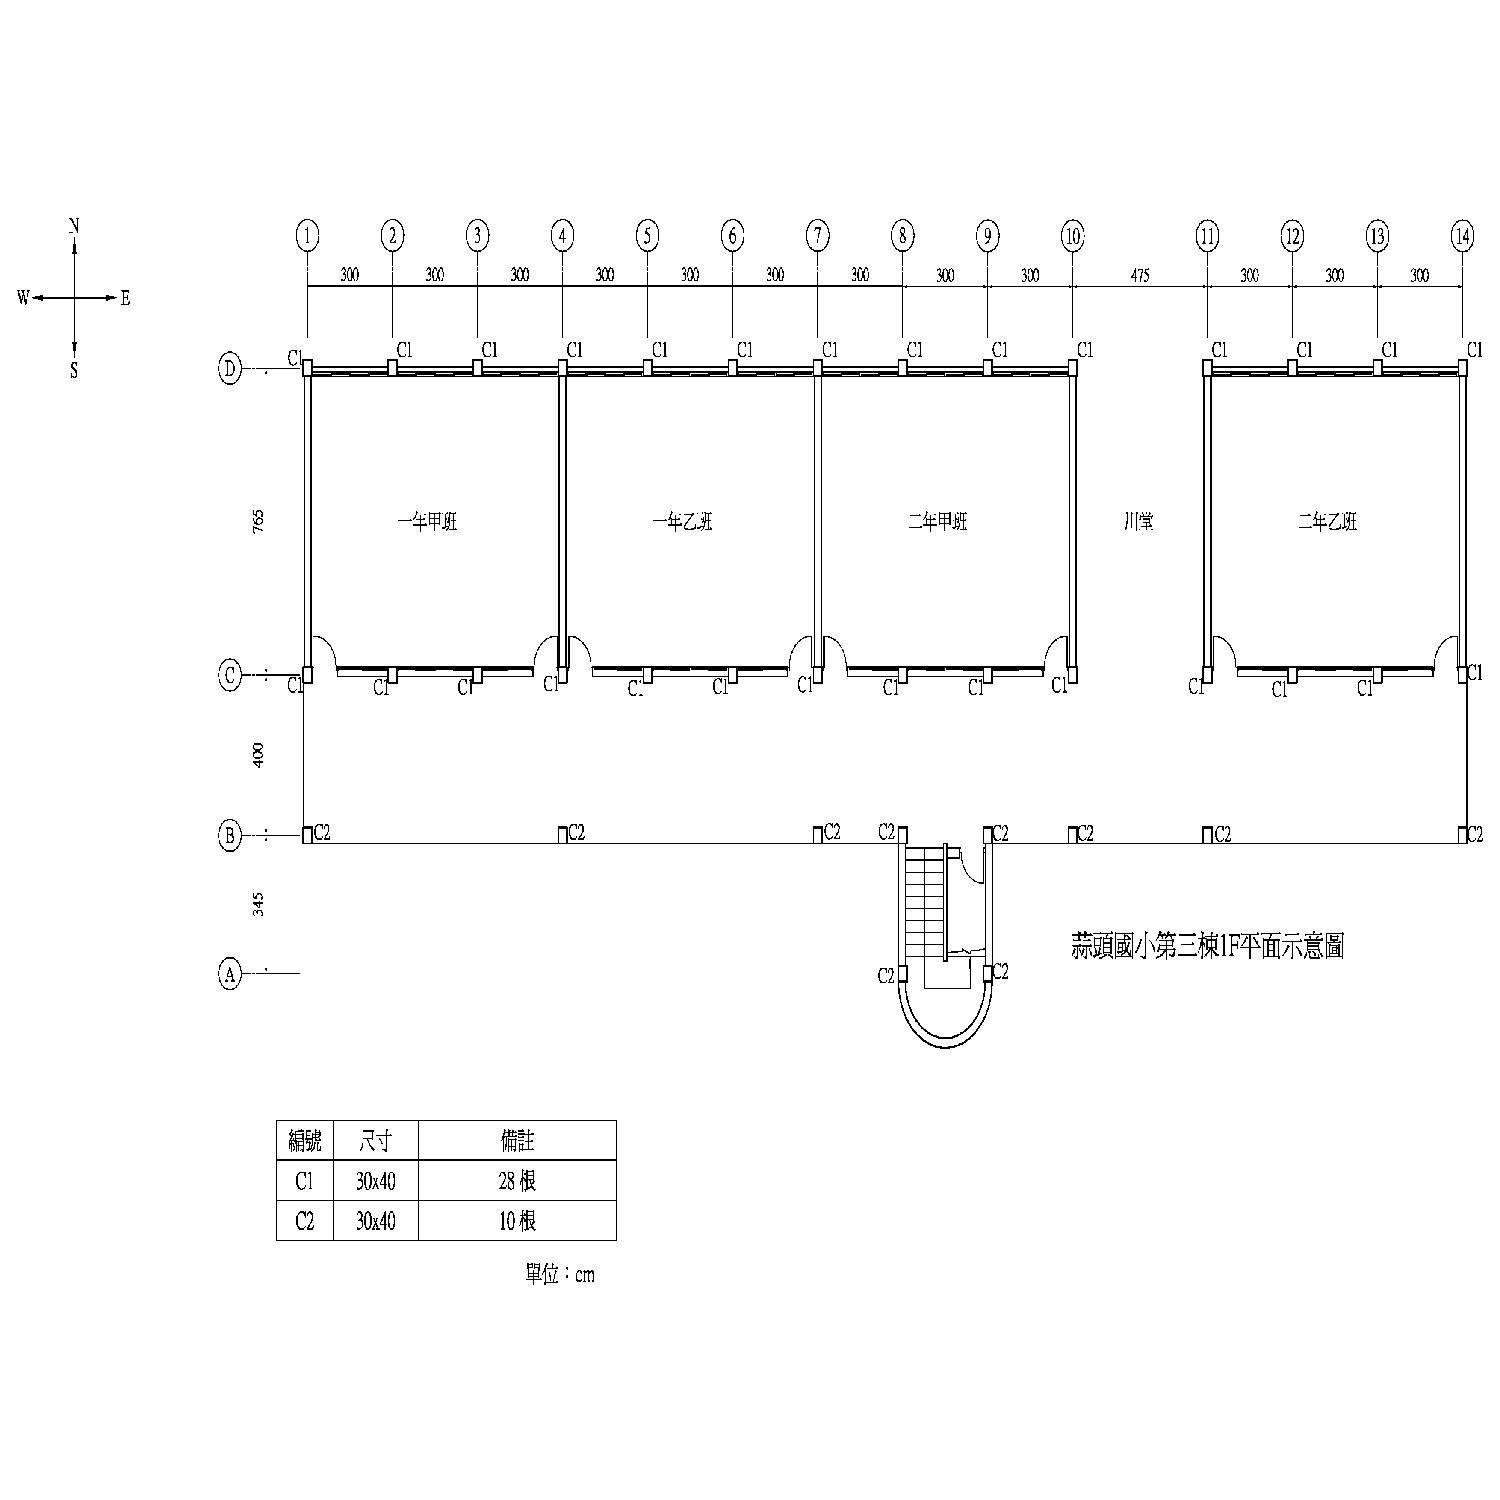 N
W E
S
1 2 3 4 5 6 7 8 9 10 11 12 13 14
300 300 300 300 300 300 300 300 300 475 300 300 300
D C1 C1 C1 C1 C1 C1 C1 C1 C1 C1 C1 C1 C1 C1
765 一年甲班 一年乙班 二年甲班 川堂 二年乙班
C C1 C1 C1 C1 C1 C1 C1 C1 C1 C1 C1 C1 C1 C1
400
B C2 C2 C2 C2 C2 C2 C2 C2
345
蒜頭國小第三棟1F平面示意圖
A C2 C2
編號 尺寸 備註
C1 30x40 28 根
C2 30x40 10 根
單位：cm